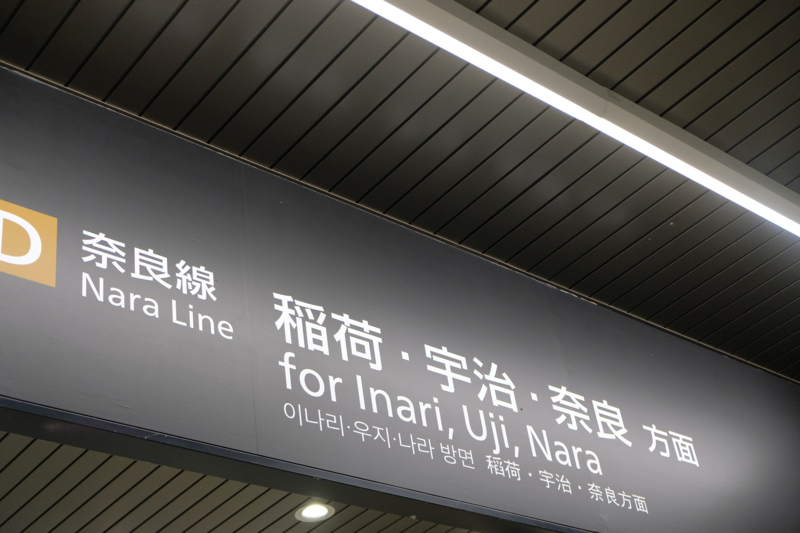 D
奈良線
Nara Line
稲荷・宇治・奈良 方面
for Inari, Uji, Nara
이나리·우지·나라 방면 稻荷・宇治・奈良方面